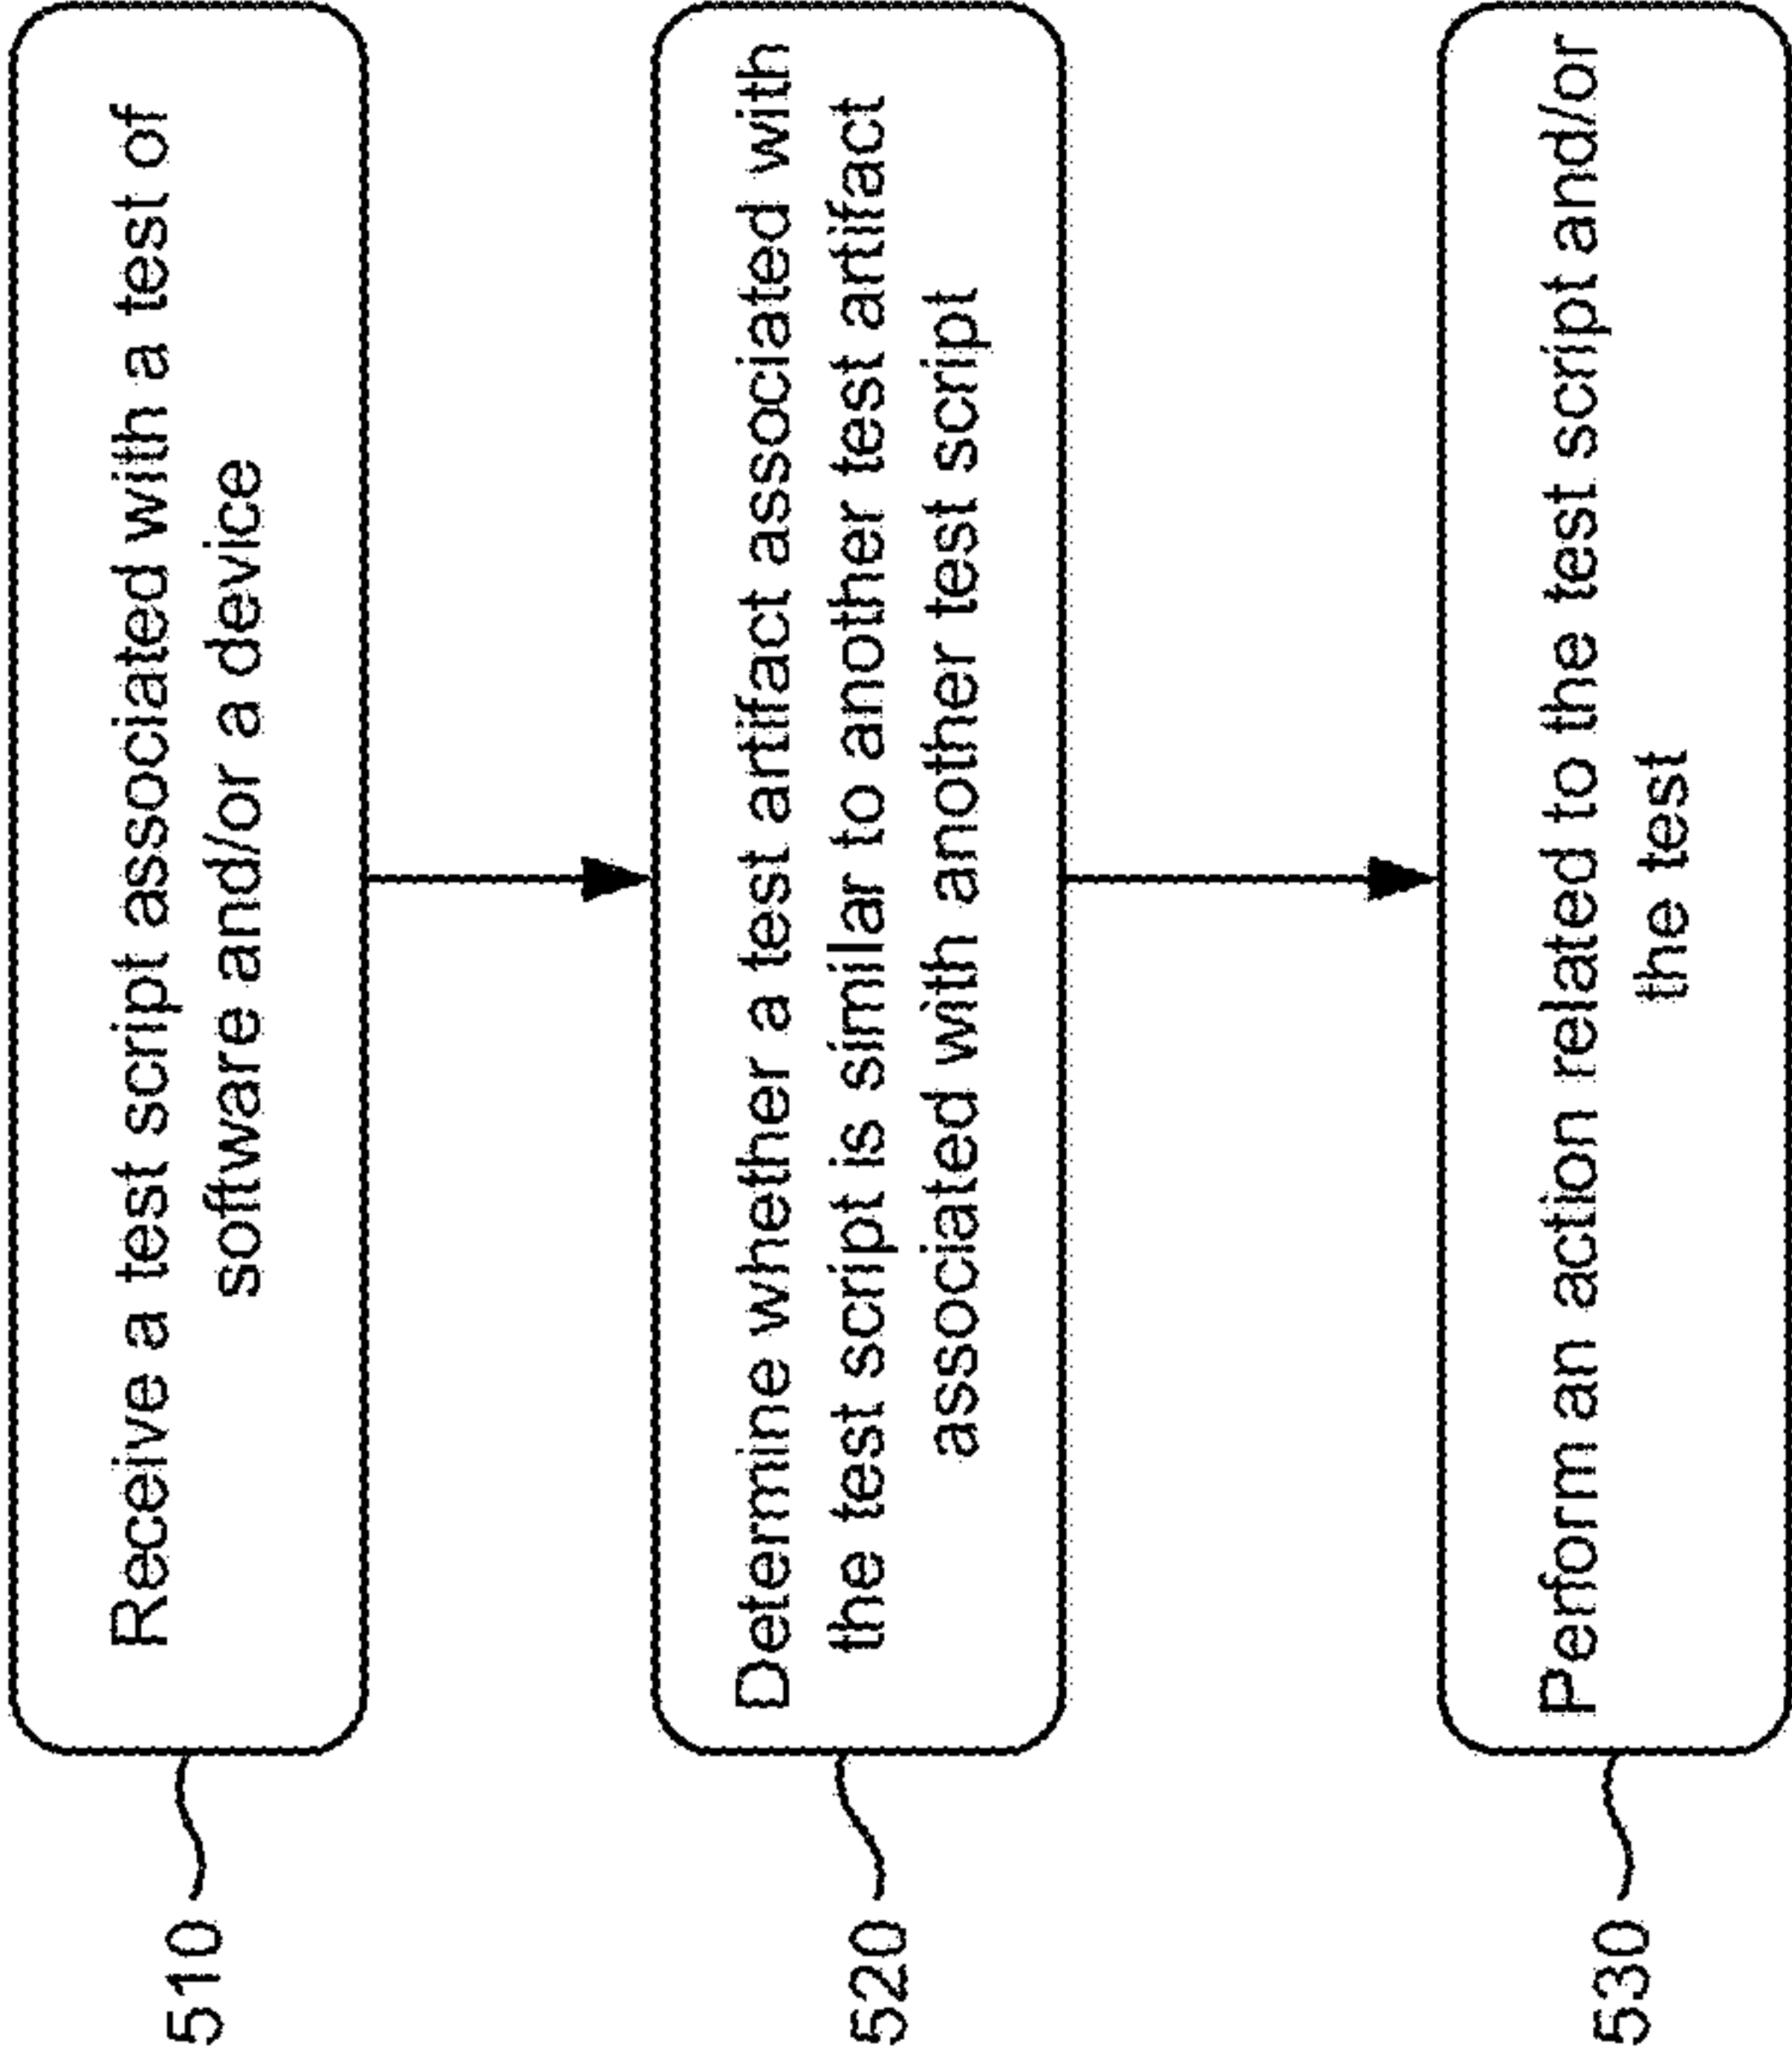 510
Receive a test script associated with a test of
software and/or a device
520
Determine whether a test artifact associated with
the test script is similar to another test artifact
associated with another test script
530
Perform an action related to the test script and/or
the test